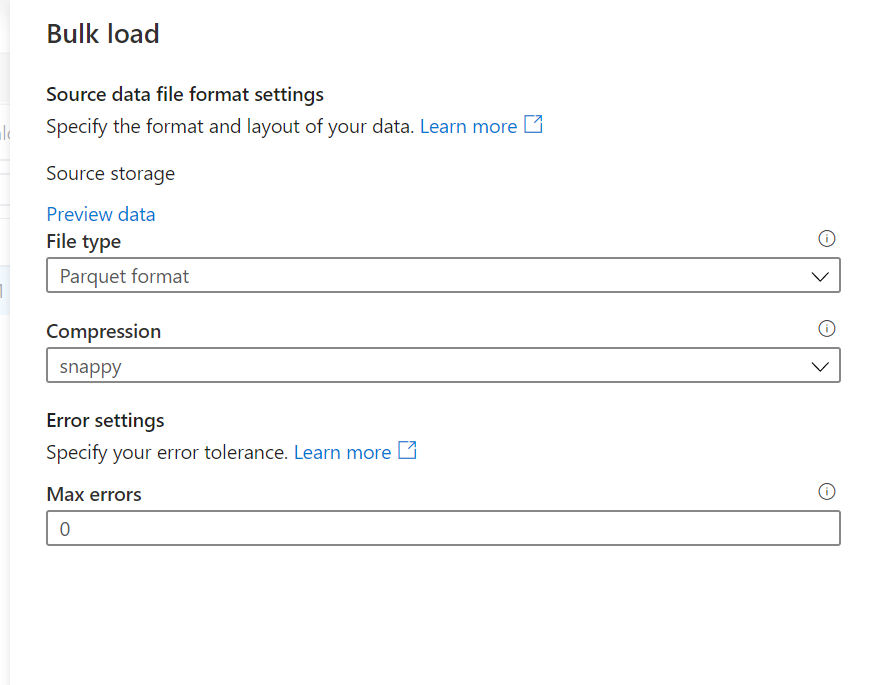 Bulk load
Source data file format settings
Specify the format and layout of your data. Learn more
Source storage
Preview data
File type
Parquet format
Compression
snappy
Error settings
Specify your error tolerance. Learn more
Max errors
0